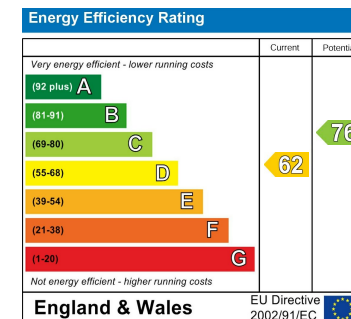 Energy Efficiency Rating
Current
Very energy efficient - lower running costs
(92 plus) A
(81-91) B
(69-80) C
76
(55-68) D
62
(39-54) E
(21-38) F
(1-20) G
Not energy efficient - higher running costs
England & Wales
EU Directive
2002/91/EC